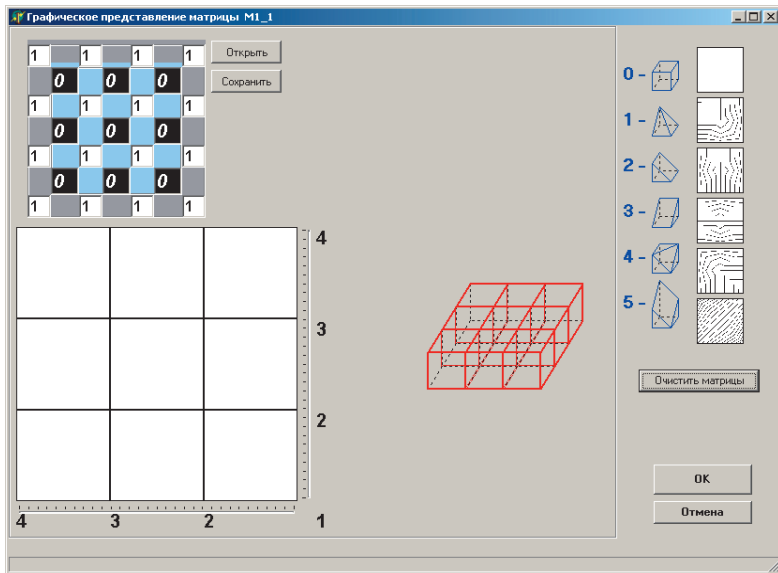 Графическое представление матрицы M1_1
1 1 1 1
0 0 0
1 1 1 1
0 0 0
1 1 1 1
0 0 0
1 1 1 1
Открыть
Сохранить
4
3
2
4 3 2 1
0 -
1 -
2 -
3 -
4 -
5 -
Очистить матрицы
OK
Отмена